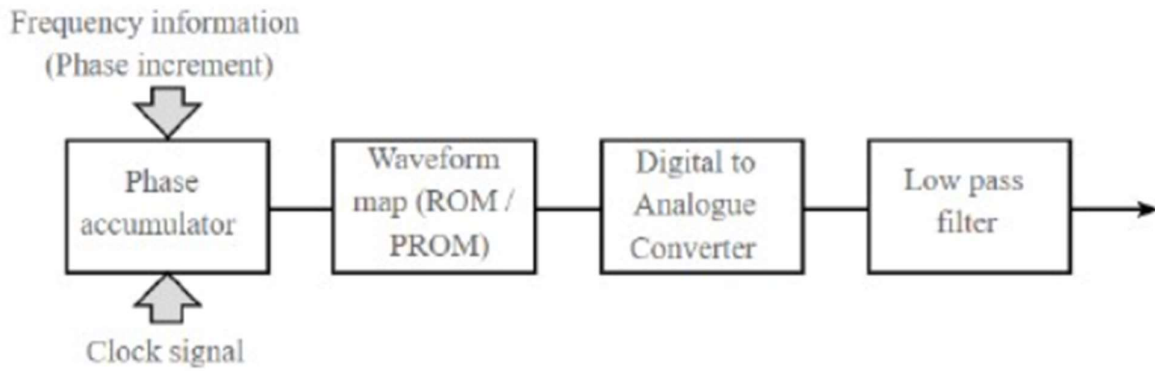 Frequency information
(Phase increment)
Phase
accumulator
Waveform
map (ROM /
PROM)
Digital to
Analogue
Converter
Low pass
filter
Clock signal